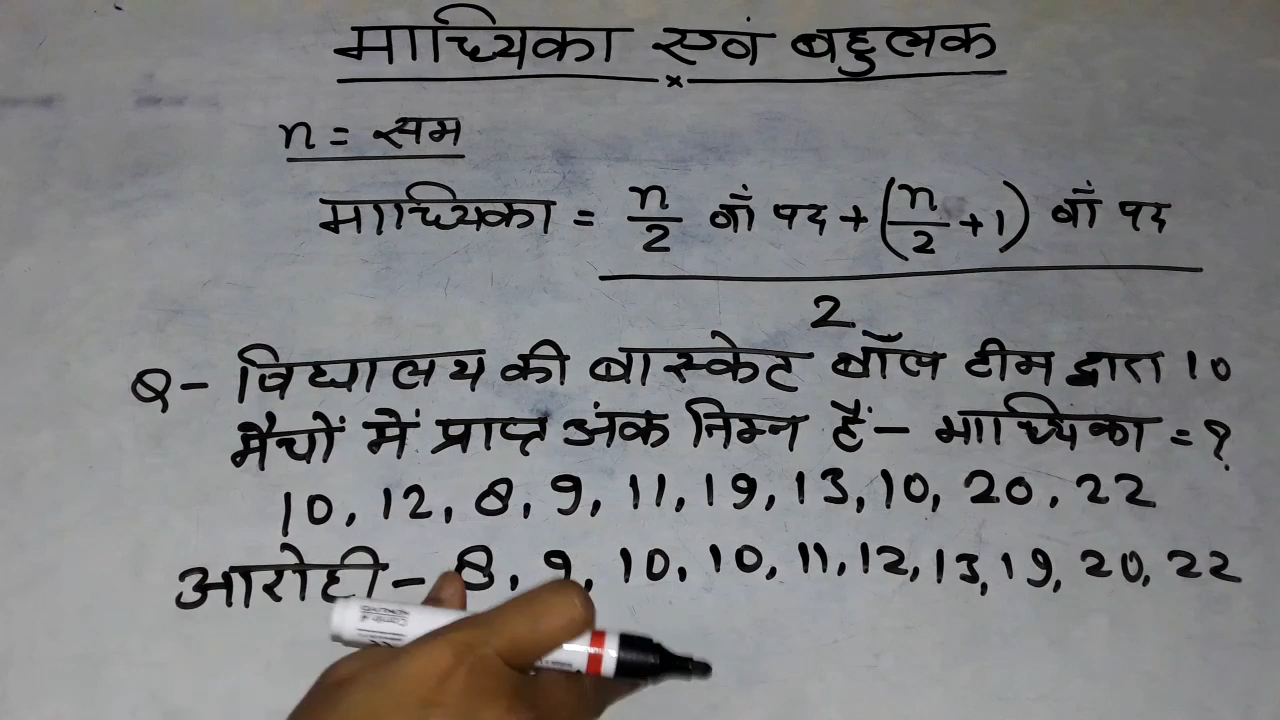 माध्यिका एवं बहुलक
n = सम
माध्यिका = n/2 वाँ पद + (n/2 + 1) वाँ पद
2
Q- विद्यालय की बास्केट बॉल टीम द्वारा 10
मैचों में प्राप्त अंक निम्न हैं - माध्यिका = ?
10, 12, 8, 9, 11, 19, 13, 10, 20, 22
आरोही - 8, 9, 10, 10, 11, 12, 13, 19, 20, 22